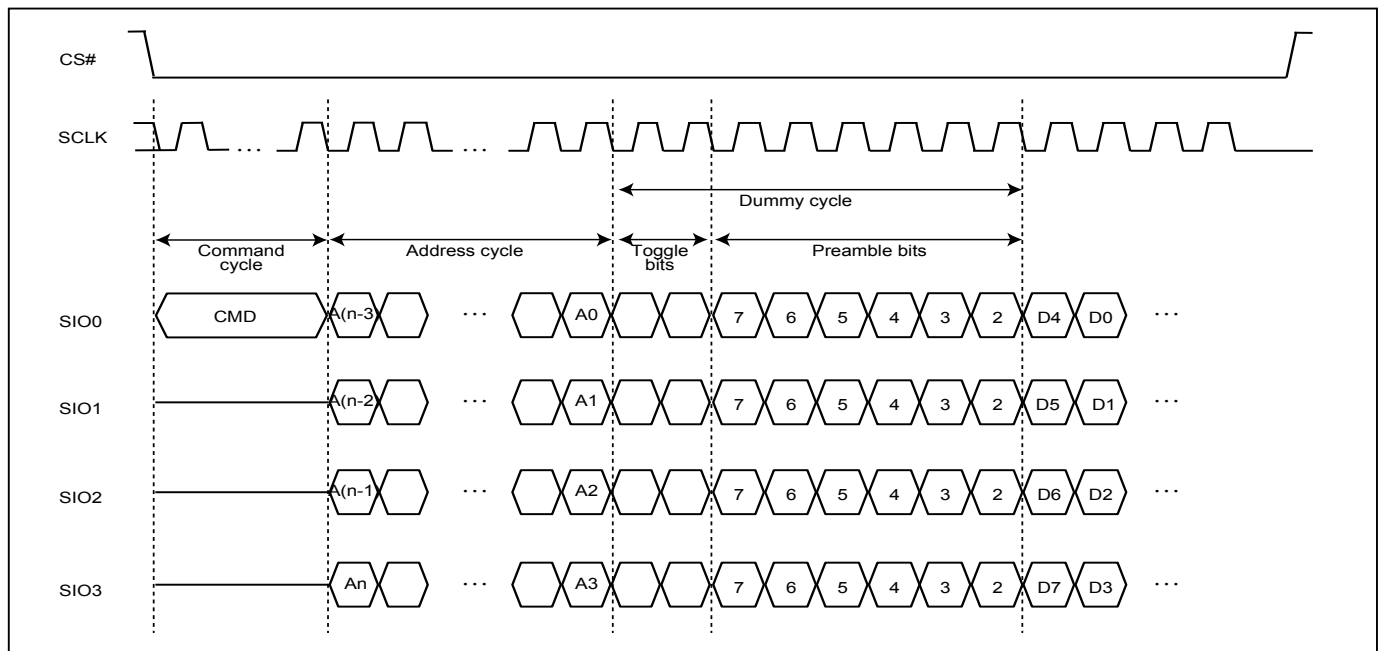 CS#
SCLK ... ...
Dummy cycle
Command cycle
Address cycle
Toggle bits
Preamble bits
SIO0 CMD A(n-3) ... A0 7 6 5 4 3 2 D4 D0 ...
SIO1 A(n-2) ... A1 7 6 5 4 3 2 D5 D1 ...
SIO2 A(n-1) ... A2 7 6 5 4 3 2 D6 D2 ...
SIO3 An ... A3 7 6 5 4 3 2 D7 D3 ...